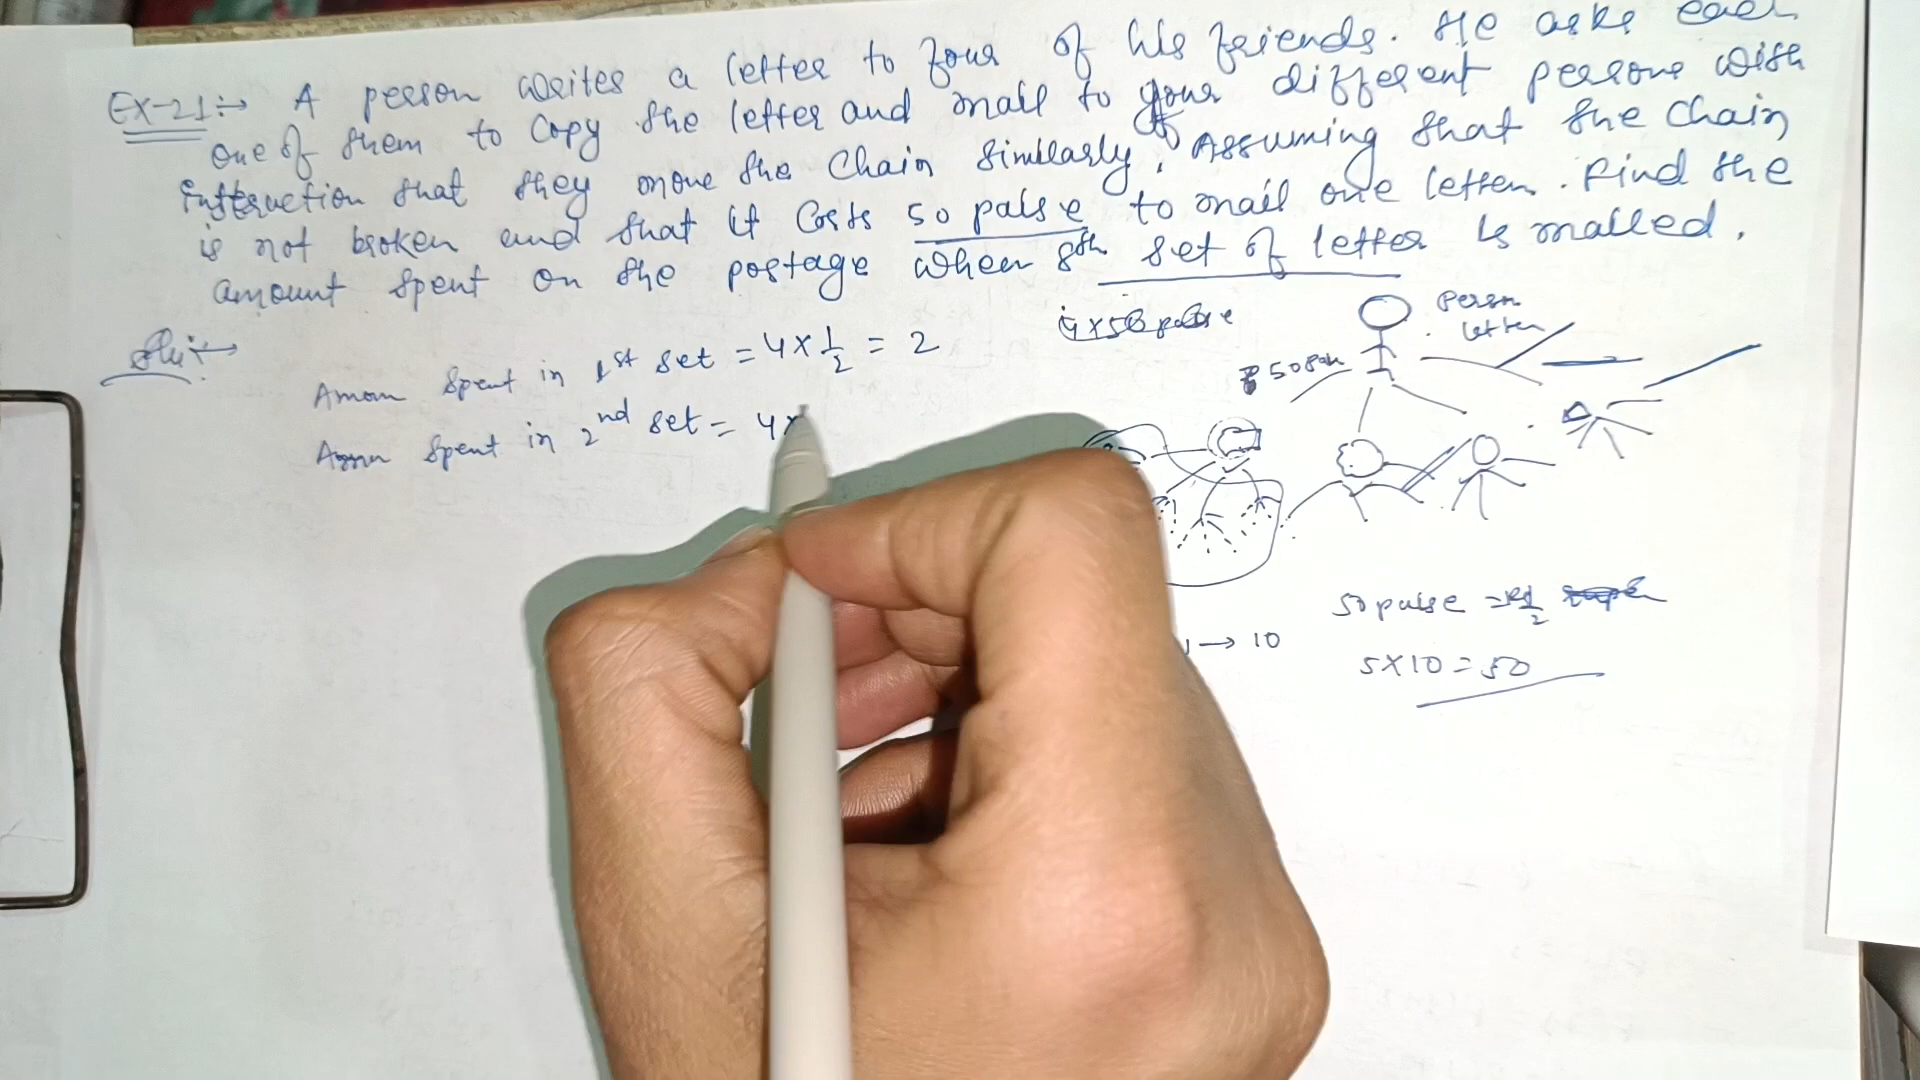 Ex-21:→ A person writes a letter to four of his friends. He asks each
one of them to copy the letter and mail to four different persons with
instruction that they move the chain similarly. Assuming that the chain
is not broken and that it costs 50 paise to mail one letter. Find the
amount spent on the postage when 8th set of letter is mailed.
Amoun spent in 1st set = 4 × 1/2 = 2
spent in 2nd set = 4×
Person
letter
50 paise
→ 10
5×10 = 50